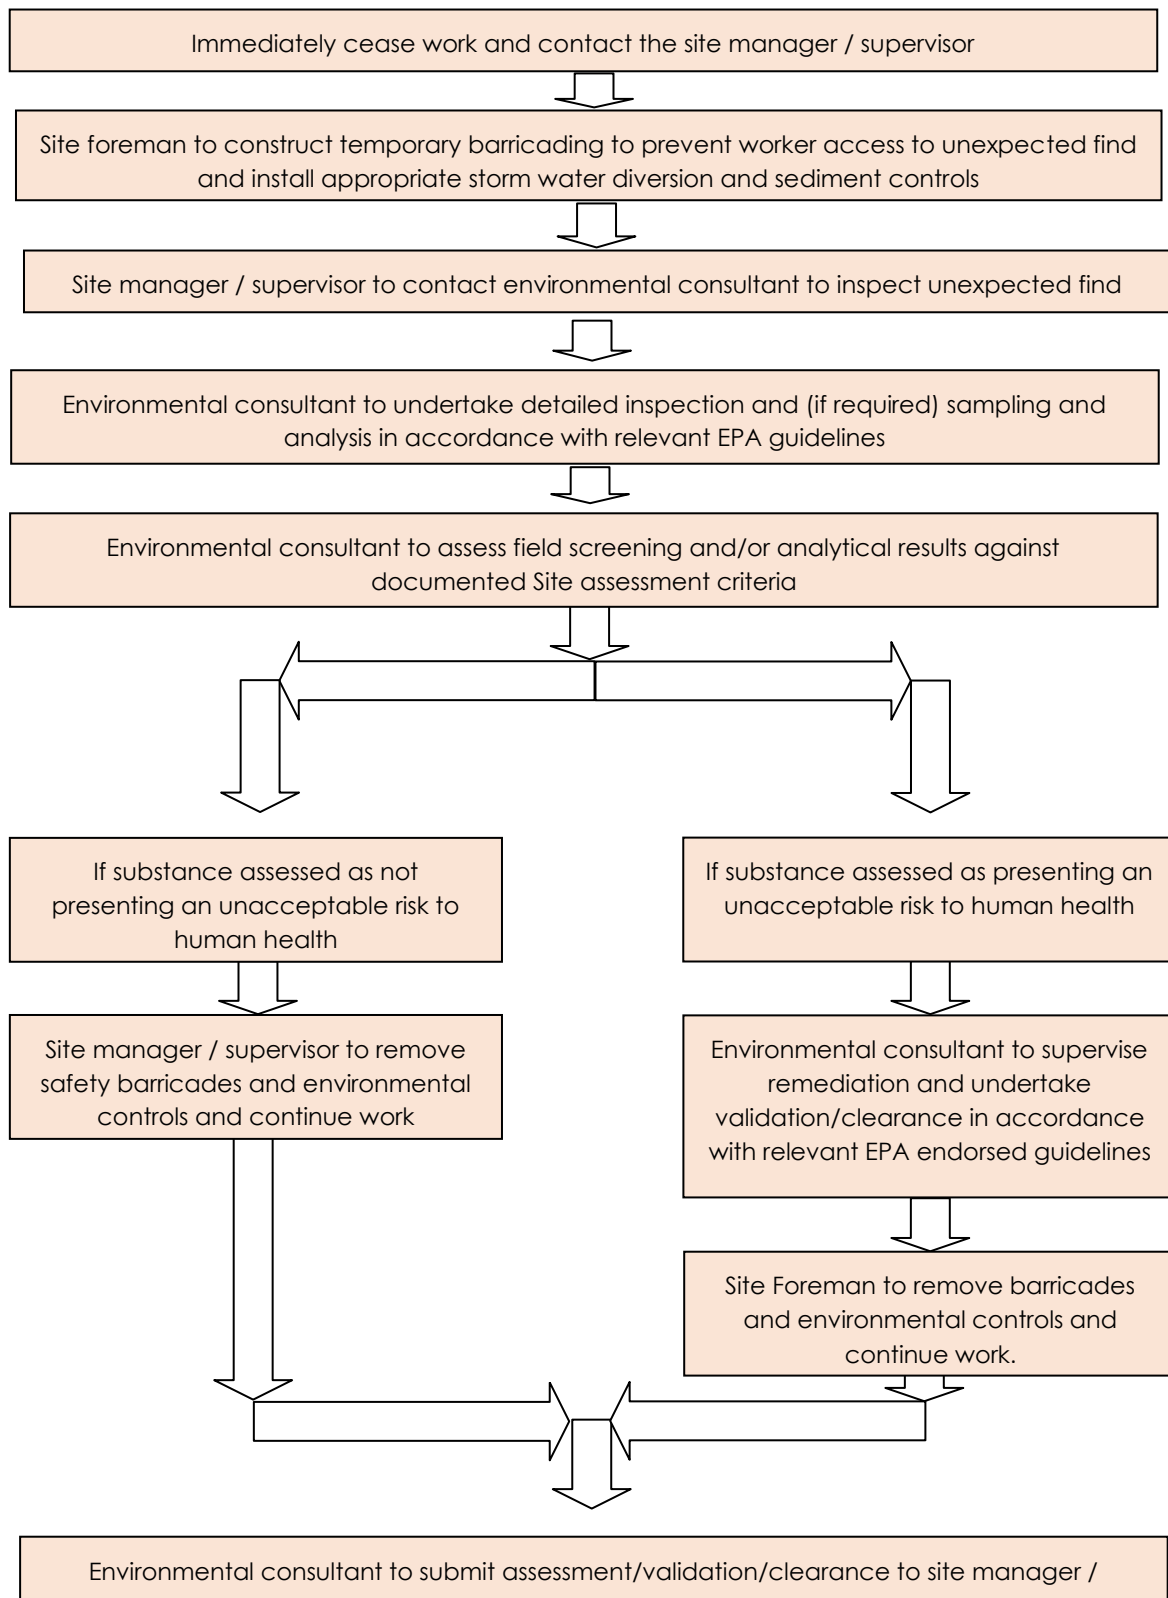 Immediately cease work and contact the site manager / supervisor
Site foreman to construct temporary barricading to prevent worker access to unexpected find
and install appropriate storm water diversion and sediment controls
Site manager / supervisor to contact environmental consultant to inspect unexpected find
Environmental consultant to undertake detailed inspection and (if required) sampling and
analysis in accordance with relevant EPA guidelines
Environmental consultant to assess field screening and/or analytical results against
documented Site assessment criteria
If substance assessed as not
presenting an unacceptable risk to
human health
If substance assessed as presenting an
unacceptable risk to human health
Site manager / supervisor to remove
safety barricades and environmental
controls and continue work
Environmental consultant to supervise
remediation and undertake
validation/clearance in accordance
with relevant EPA endorsed guidelines
Site Foreman to remove barricades
and environmental controls and
continue work.
Environmental consultant to submit assessment/validation/clearance to site manager /